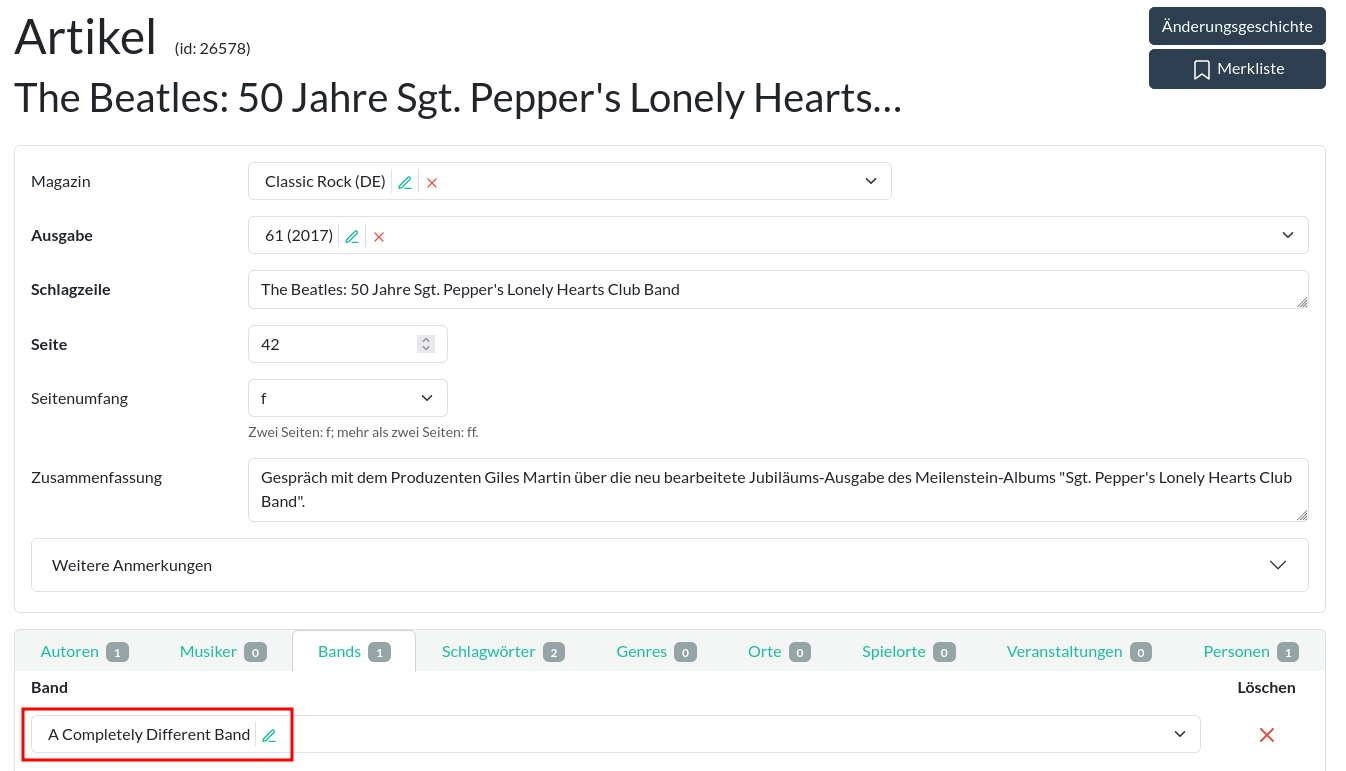 Artikel (id: 26578)
Änderungsgeschichte
Merkliste
The Beatles: 50 Jahre Sgt. Pepper's Lonely Hearts...
Magazin Classic Rock (DE)
Ausgabe 61 (2017)
Schlagzeile The Beatles: 50 Jahre Sgt. Pepper's Lonely Hearts Club Band
Seite 42
Seitenumfang f
Zwei Seiten: f; mehr als zwei Seiten: ff.
Zusammenfassung Gespräch mit dem Produzenten Giles Martin über die neu bearbeitete Jubiläums-Ausgabe des Meilenstein-Albums "Sgt. Pepper's Lonely Hearts Club
Band".
Weitere Anmerkungen
Autoren 1 Musiker 0 Bands 1 Schlagwörter 2 Genres 0 Orte 0 Spielorte 0 Veranstaltungen 0 Personen 1
Band Löschen
A Completely Different Band